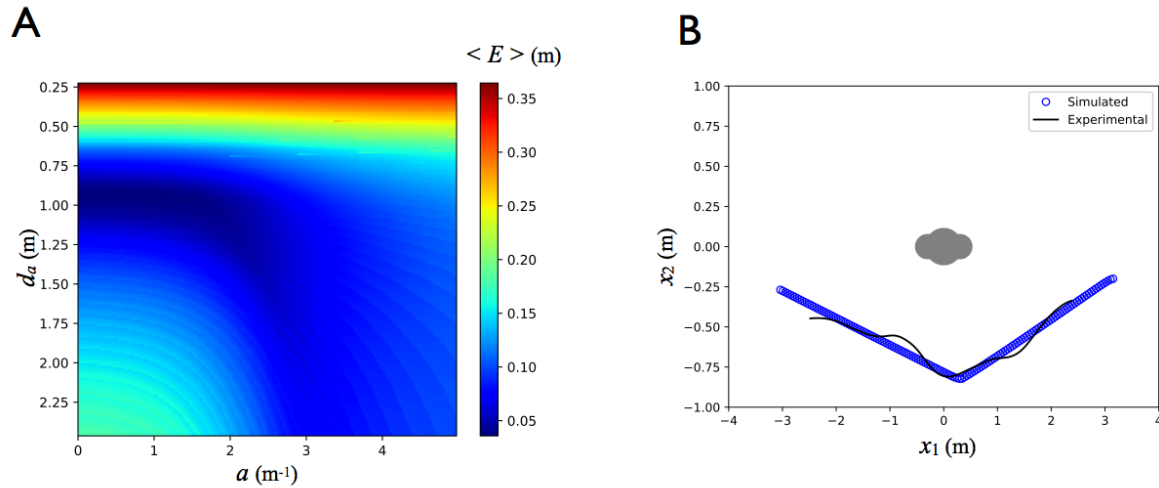 A
< E > (m)
0.25
0.50
0.75
1.00
1.25
1.50
1.75
2.00
2.25
dₐ (m)
0 1 2 3 4
a (m⁻¹)
0.35
0.30
0.25
0.20
0.15
0.10
0.05
B
1.00
0.75
0.50
0.25
0.00
−0.25
−0.50
−0.75
−1.00
x₂ (m)
Simulated
Experimental
−4 −3 −2 −1 0 1 2 3 4
x₁ (m)